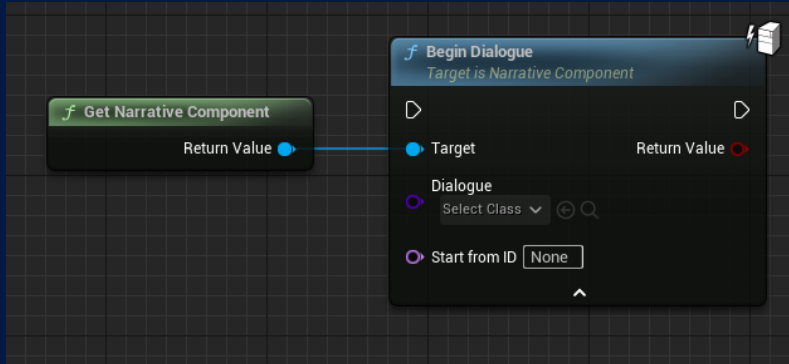 f Begin Dialogue
Target is Narrative Component
f Get Narrative Component
Return Value
Target
Return Value
Dialogue
Select Class
Start from ID None